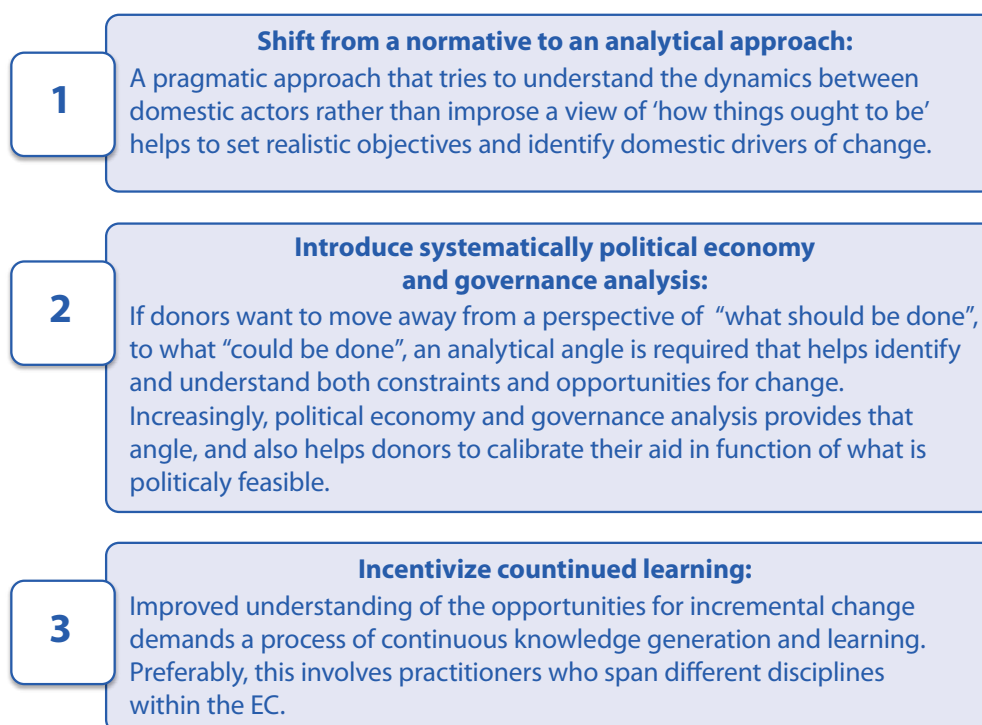 1
Shift from a normative to an analytical approach:
A pragmatic approach that tries to understand the dynamics between
domestic actors rather than improse a view of ‘how things ought to be’
helps to set realistic objectives and identify domestic drivers of change.
2
Introduce systematically political economy
and governance analysis:
If donors want to move away from a perspective of “what should be done”,
to what “could be done”, an analytical angle is required that helps identify
and understand both constraints and opportunities for change.
Increasingly, political economy and governance analysis provides that
angle, and also helps donors to calibrate their aid in function of what is
politicaly feasible.
3
Incentivize countinued learning:
Improved understanding of the opportunities for incremental change
demands a process of continuous knowledge generation and learning.
Preferably, this involves practitioners who span different disciplines
within the EC.